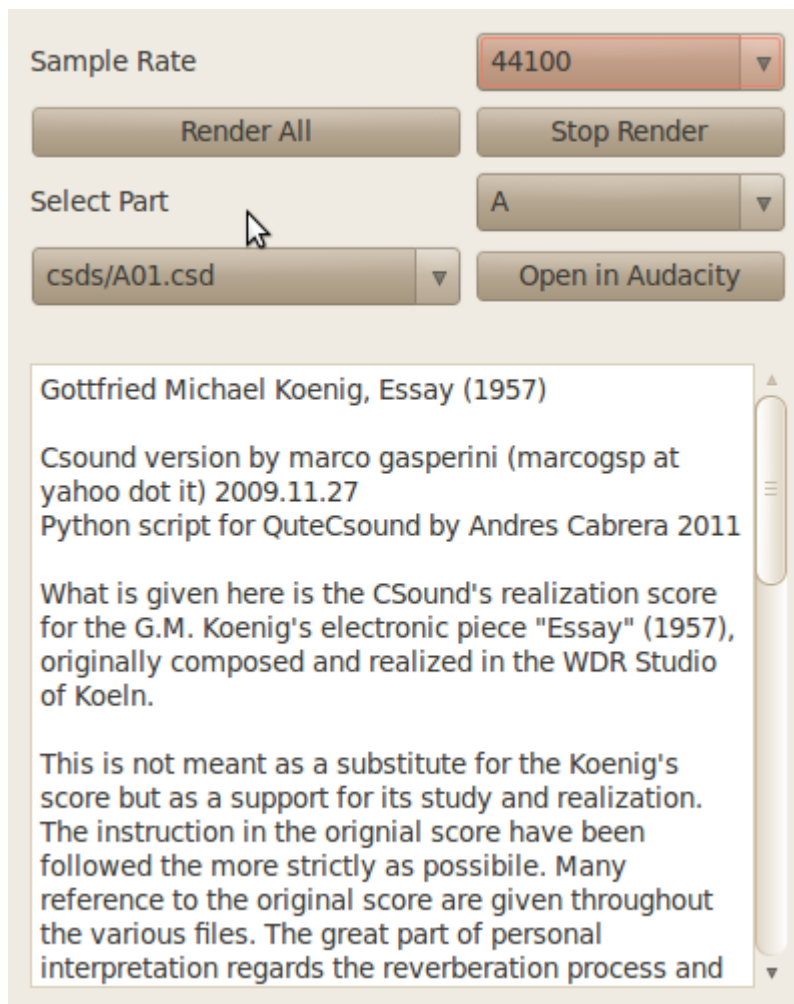 Sample Rate 44100
Render All Stop Render
Select Part A
csds/A01.csd Open in Audacity
Gottfried Michael Koenig, Essay (1957)
Csound version by marco gasperini (marcogsp at
yahoo dot it) 2009.11.27
Python script for QuteCsound by Andres Cabrera 2011
What is given here is the CSound's realization score
for the G.M. Koenig's electronic piece "Essay" (1957),
originally composed and realized in the WDR Studio
of Koeln.
This is not meant as a substitute for the Koenig's
score but as a support for its study and realization.
The instruction in the orignial score have been
followed the more strictly as possibile. Many
reference to the original score are given throughout
the various files. The great part of personal
interpretation regards the reverberation process and